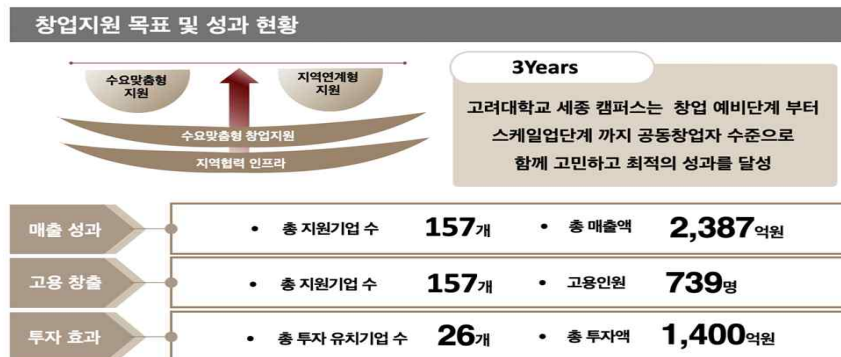 창업지원 목표 및 성과 현황
수요맞춤형
지원
지역연계형
지원
수요맞춤형 창업지원
지역협력 인프라
3Years
고려대학교 세종 캠퍼스는 창업 예비단계 부터
스케일업단계 까지 공동창업자 수준으로
함께 고민하고 최적의 성과를 달성
매출 성과
• 총 지원기업 수 157개 • 총 매출액 2,387억원
고용 창출
• 총 지원기업 수 157개 • 고용인원 739명
투자 효과
• 총 투자 유치기업 수 26개 • 총 투자액 1,400억원